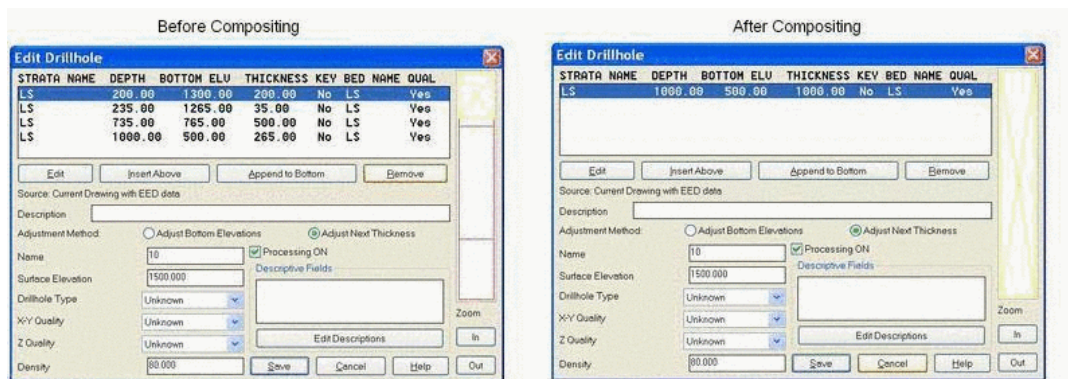 Before Compositing
Edit Drillhole
STRATA NAME DEPTH BOTTOM ELV THICKNESS KEY BED NAME QUAL
LS 200.00 1300.00 200.00 No LS Yes
LS 235.00 1265.00 35.00 No LS Yes
LS 735.00 765.00 500.00 No LS Yes
LS 1000.00 500.00 265.00 No LS Yes
Edit Insert Above Append to Bottom Remove
Source: Current Drawing with EED data
Description
Adjustment Method: Adjust Bottom Elevations Adjust Next Thickness
Name 10 Processing ON
Descriptive Fields
Surface Elevation 1500.000
Drillhole Type Unknown
X-Y Quality Unknown
Zoom
Z Quality Unknown Edit Descriptions In
Density 80.000 Save Cancel Help Out
After Compositing
Edit Drillhole
STRATA NAME DEPTH BOTTOM ELV THICKNESS KEY BED NAME QUAL
LS 1000.00 500.00 1000.00 No LS Yes
Edit Insert Above Append to Bottom Remove
Source: Current Drawing with EED data
Description
Adjustment Method: Adjust Bottom Elevations Adjust Next Thickness
Name 10 Processing ON
Descriptive Fields
Surface Elevation 1500.000
Drillhole Type Unknown
X-Y Quality Unknown
Zoom
Z Quality Unknown Edit Descriptions In
Density 80.000 Save Cancel Help Out